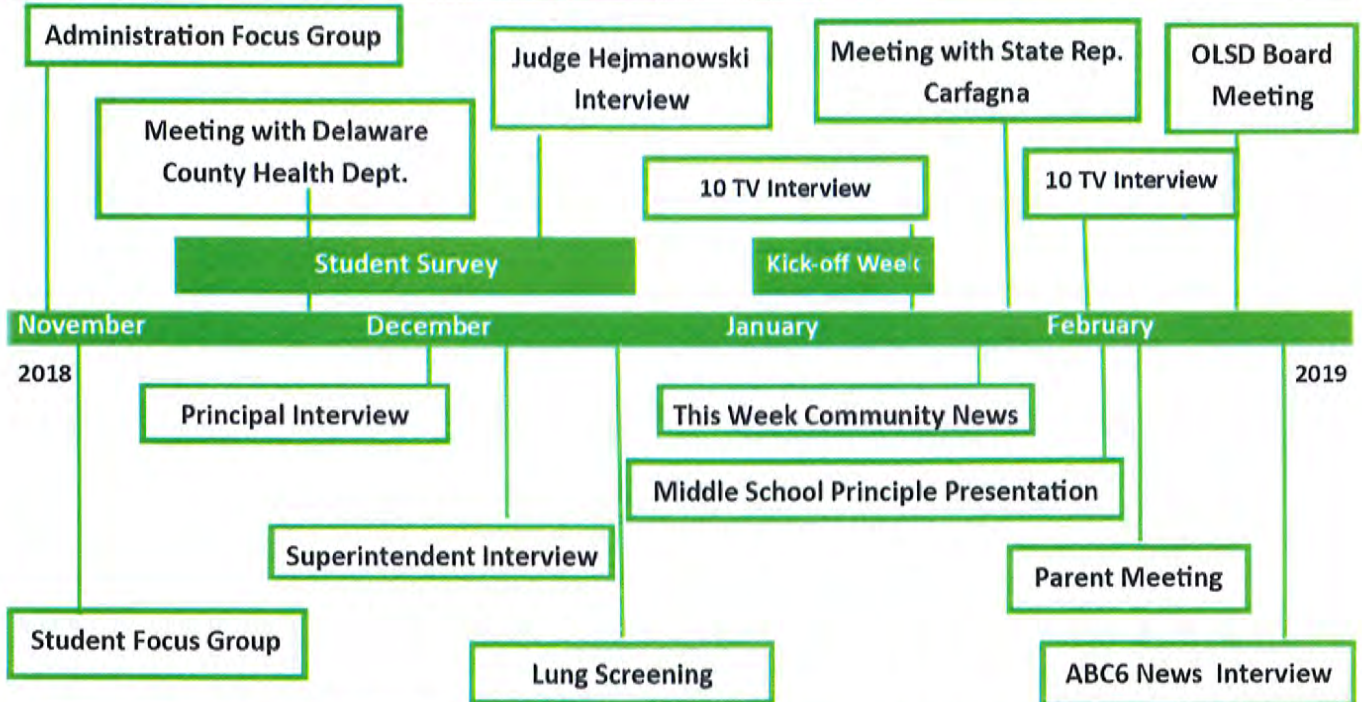 Administration Focus Group
Judge Hejmanowski
Interview
Meeting with State Rep.
Carfagna
OLSD Board
Meeting
Meeting with Delaware
County Health Dept.
10 TV Interview
10 TV Interview
Student Survey
Kick-off Week
November
December
January
February
2018
2019
Principal Interview
This Week Community News
Middle School Principle Presentation
Superintendent Interview
Parent Meeting
Student Focus Group
Lung Screening
ABC6 News Interview